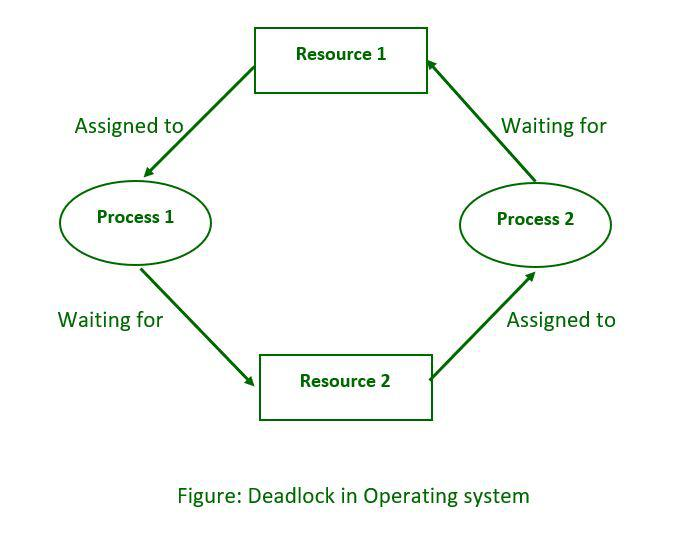 Resource 1
Assigned to
Waiting for
Process 1
Process 2
Waiting for
Assigned to
Resource 2
Figure: Deadlock in Operating system